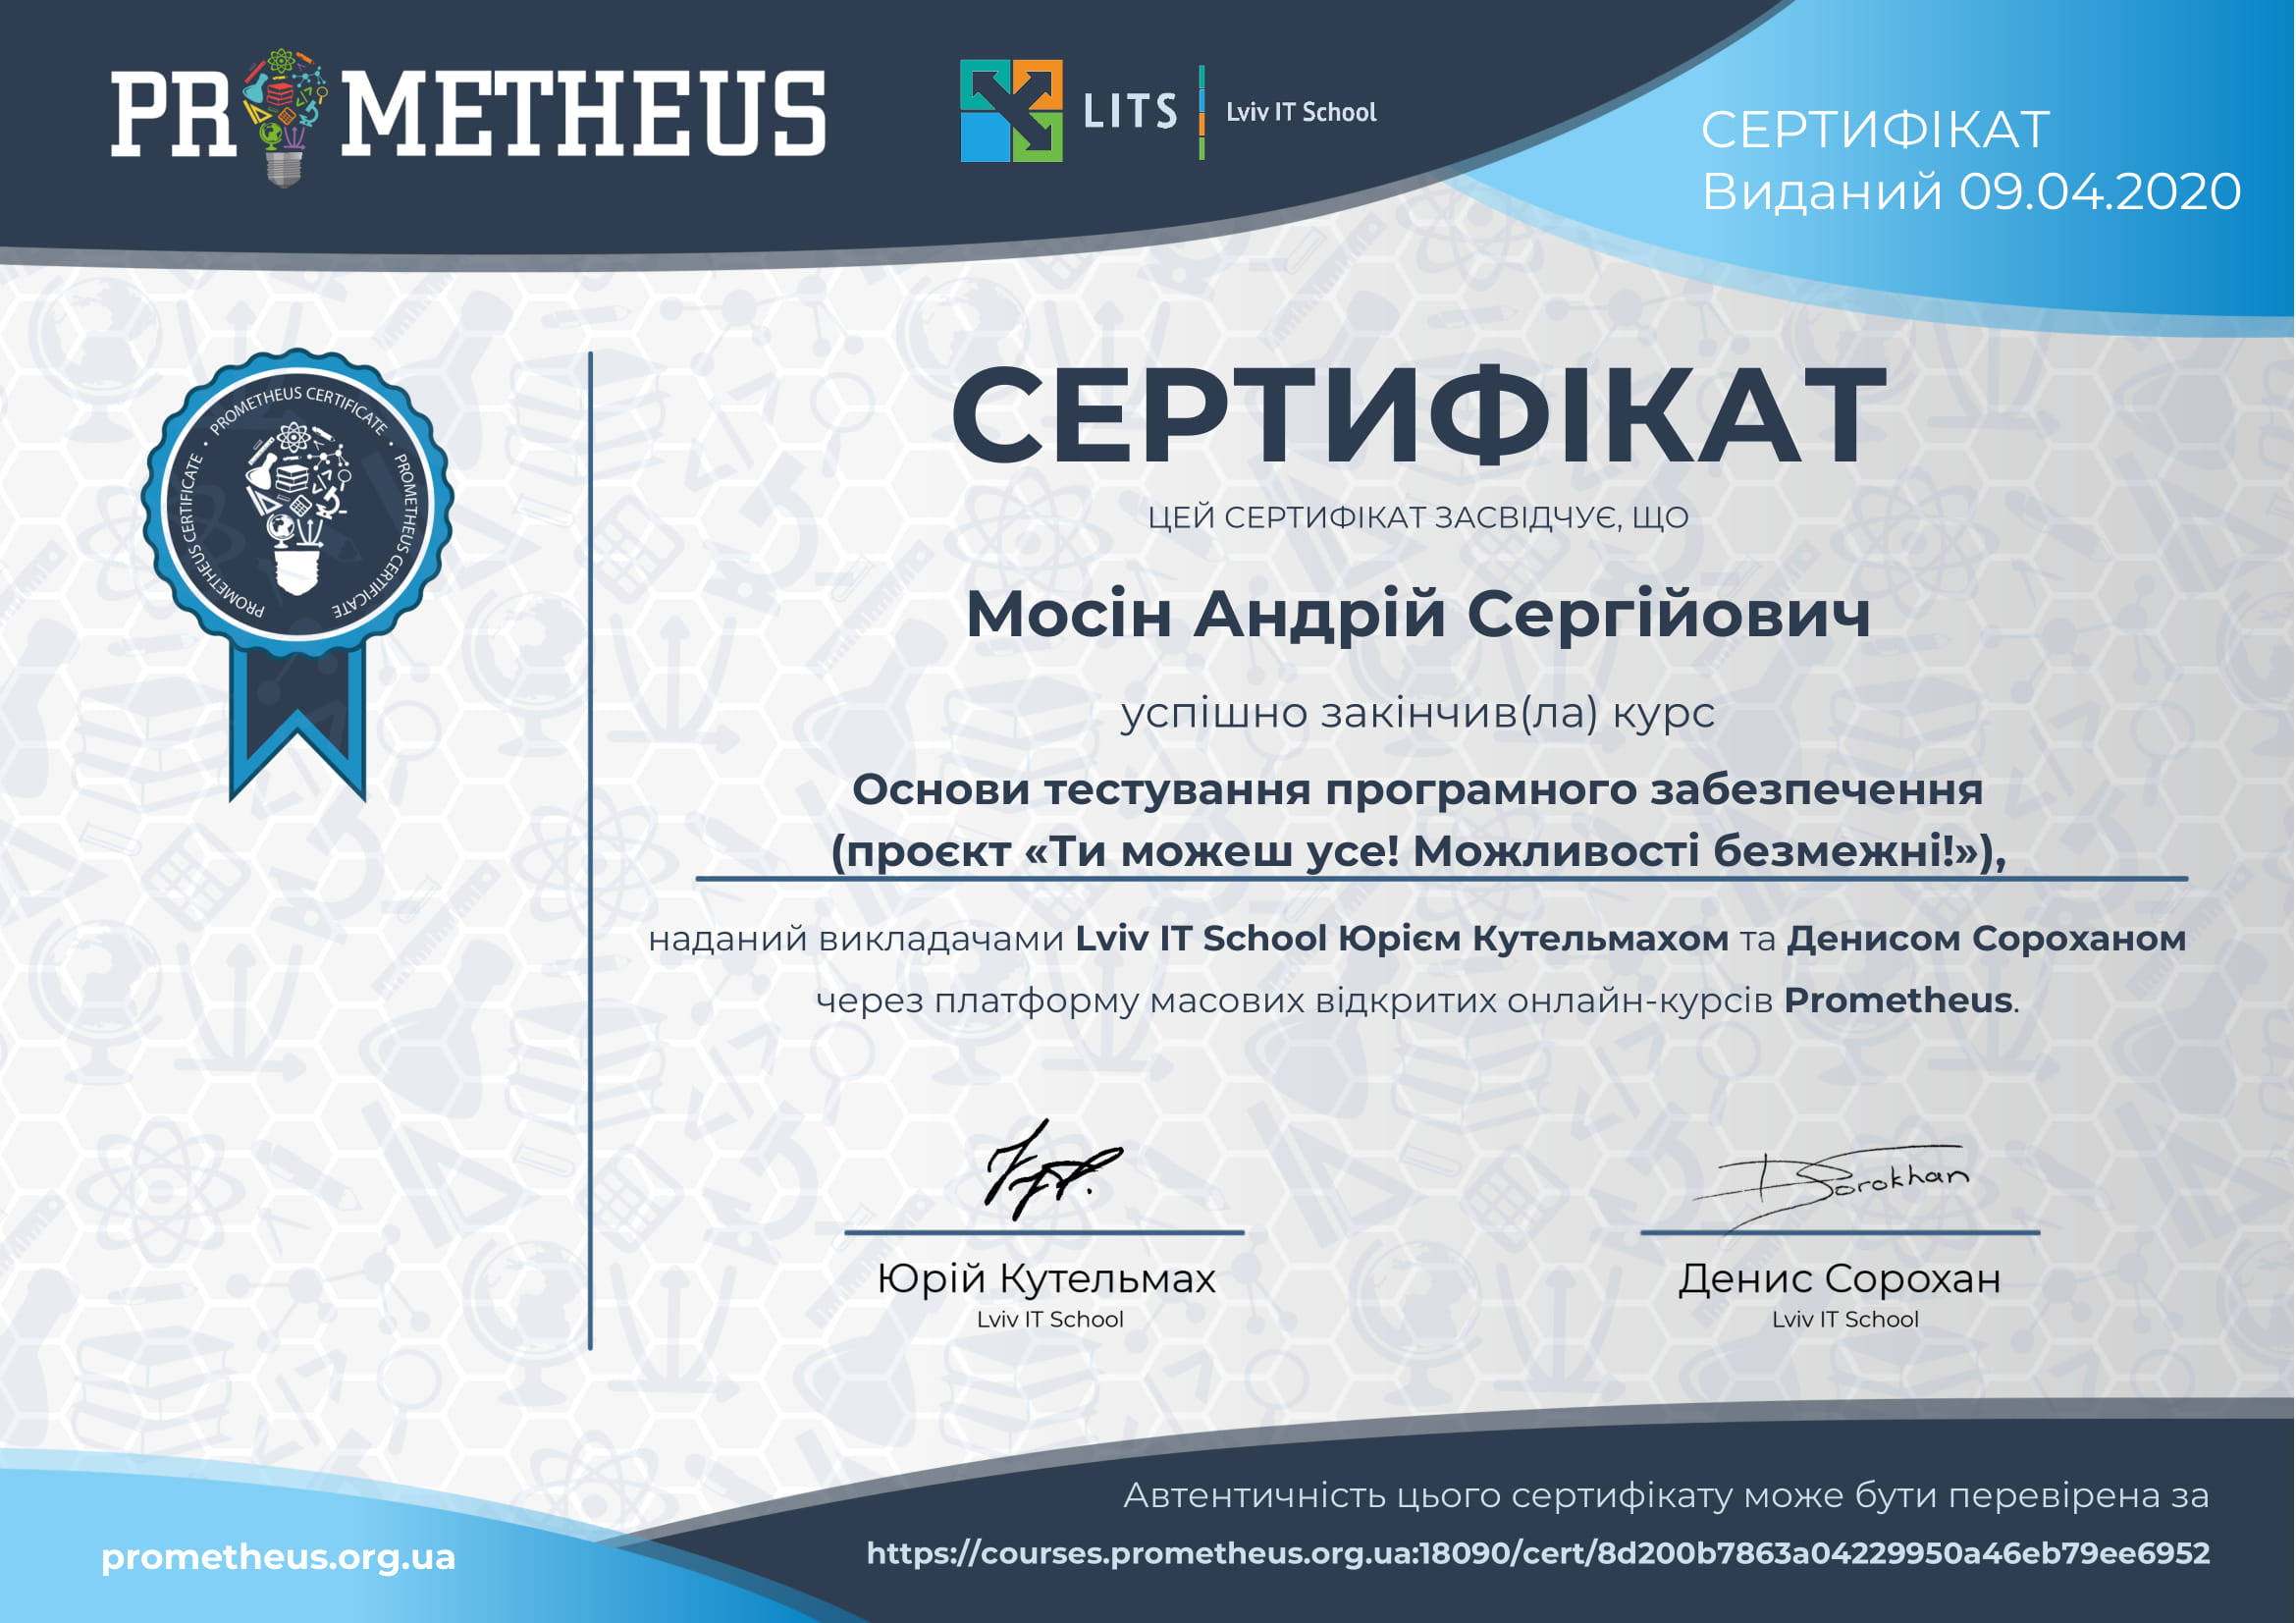 PROMETHEUS
LITS
Lviv IT School
СЕРТИФІКАТ
Виданий 09.04.2020
PROMETHEUS CERTIFICATE • PROMETHEUS CERTIFICATE • PROMETHEUS CERTIFICATE
СЕРТИФІКАТ
ЦЕЙ СЕРТИФІКАТ ЗАСВІДЧУЄ, ЩО
Мосін Андрій Сергійович
успішно закінчив(ла) курс
Основи тестування програмного забезпечення
(проєкт «Ти можеш усе! Можливості безмежні!»),
наданий викладачами Lviv IT School Юрієм Кутельмахом та Денисом Сороханом
через платформу масових відкритих онлайн-курсів Prometheus.
DSorokhan
Юрій Кутельмах
Lviv IT School
Денис Сорохан
Lviv IT School
Автентичність цього сертифікату може бути перевірена за
https://courses.prometheus.org.ua:18090/cert/8d200b7863a04229950a46eb79ee6952
prometheus.org.ua